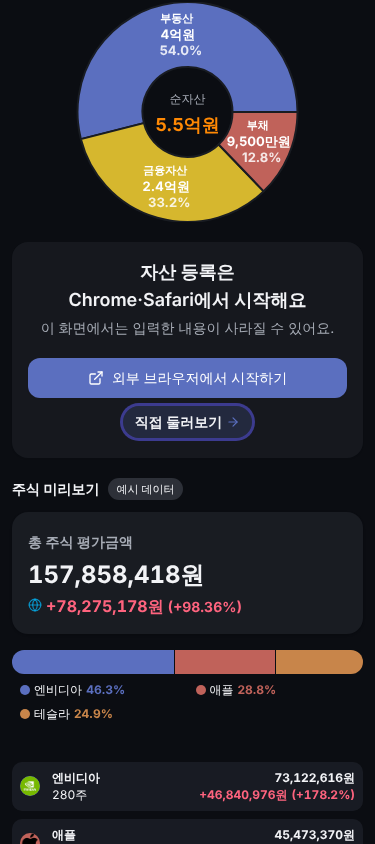 부동산
4억원
54.0%
순자산
5.5억원
부채
9,500만원
12.8%
금융자산
2.4억원
33.2%
자산 등록은
Chrome·Safari에서 시작해요
이 화면에서는 입력한 내용이 사라질 수 있어요.
외부 브라우저에서 시작하기
직접 둘러보기
주식 미리보기 예시 데이터
총 주식 평가금액
157,858,418원
+78,275,178원 (+98.36%)
엔비디아 46.3% 애플 28.8%
테슬라 24.9%
엔비디아 73,122,616원
280주 +46,840,976원 (+178.2%)
애플 45,473,370원